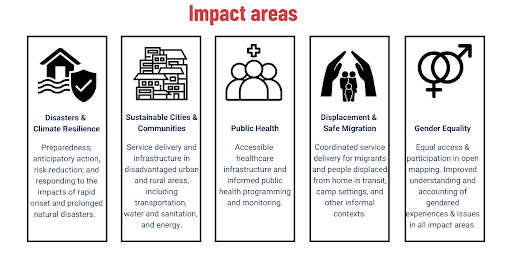 Impact areas
Disasters &
Climate Resilience
Preparedness,
anticipatory action,
risk reduction; and
responding to the
impacts of rapid
onset and prolonged
natural disasters.
Sustainable Cities &
Communities
Service delivery and
infrastructure in
disadvantaged urban
and rural areas,
including
transportation,
water and sanitation,
and energy.
Public Health
Accessible
healthcare
infrastructure and
informed public
health programming
and monitoring.
Displacement &
Safe Migration
Coordinated service
delivery for migrants
and people displaced
from home in transit,
camp settings, and
other informal
contexts.
Gender Equality
Equal access &
participation in open
mapping. Improved
understanding and
accounting of
gendered
experiences & issues
in all impact areas.